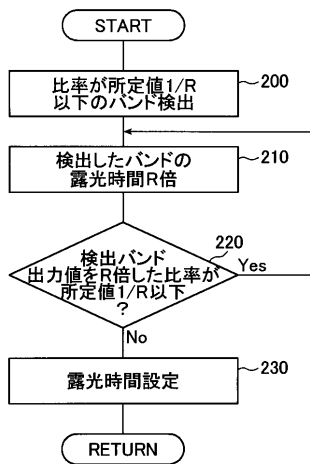 START
比率が所定値1/R
以下のバンド検出
200
検出したバンドの
露光時間R倍
210
220
検出バンド
出力値をR倍した比率が
所定値1/R以下
?
Yes
No
露光時間設定
230
RETURN